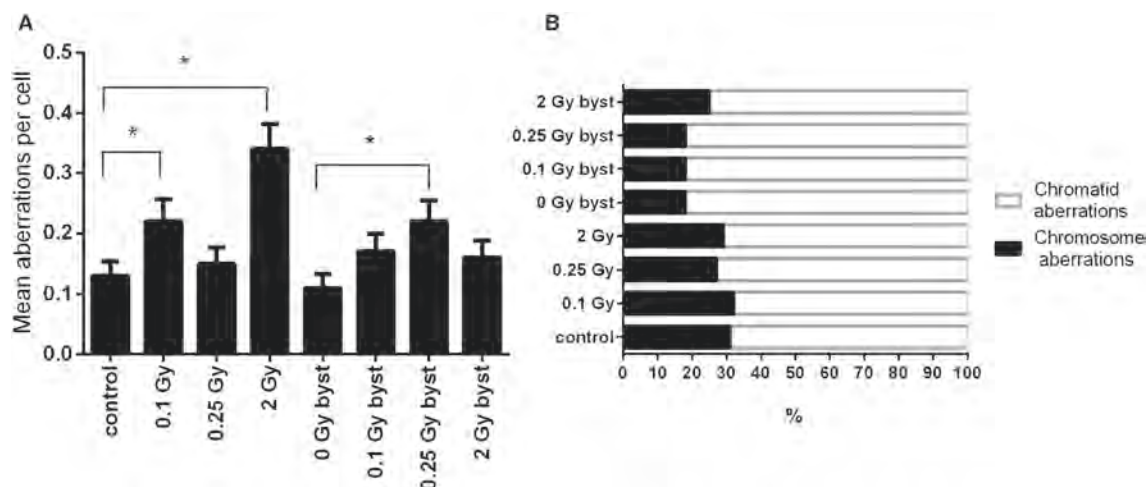 A
Mean aberrations per cell
0.5
0.4
0.3
0.2
0.1
0.0
*
*
*
control
0.1 Gy
0.25 Gy
2 Gy
0 Gy byst
0.1 Gy byst
0.25 Gy byst
2 Gy byst
B
2 Gy byst
0.25 Gy byst
0.1 Gy byst
0 Gy byst
2 Gy
0.25 Gy
0.1 Gy
control
0 10 20 30 40 50 60 70 80 90 100
%
Chromatid
aberrations
Chromosome
aberrations